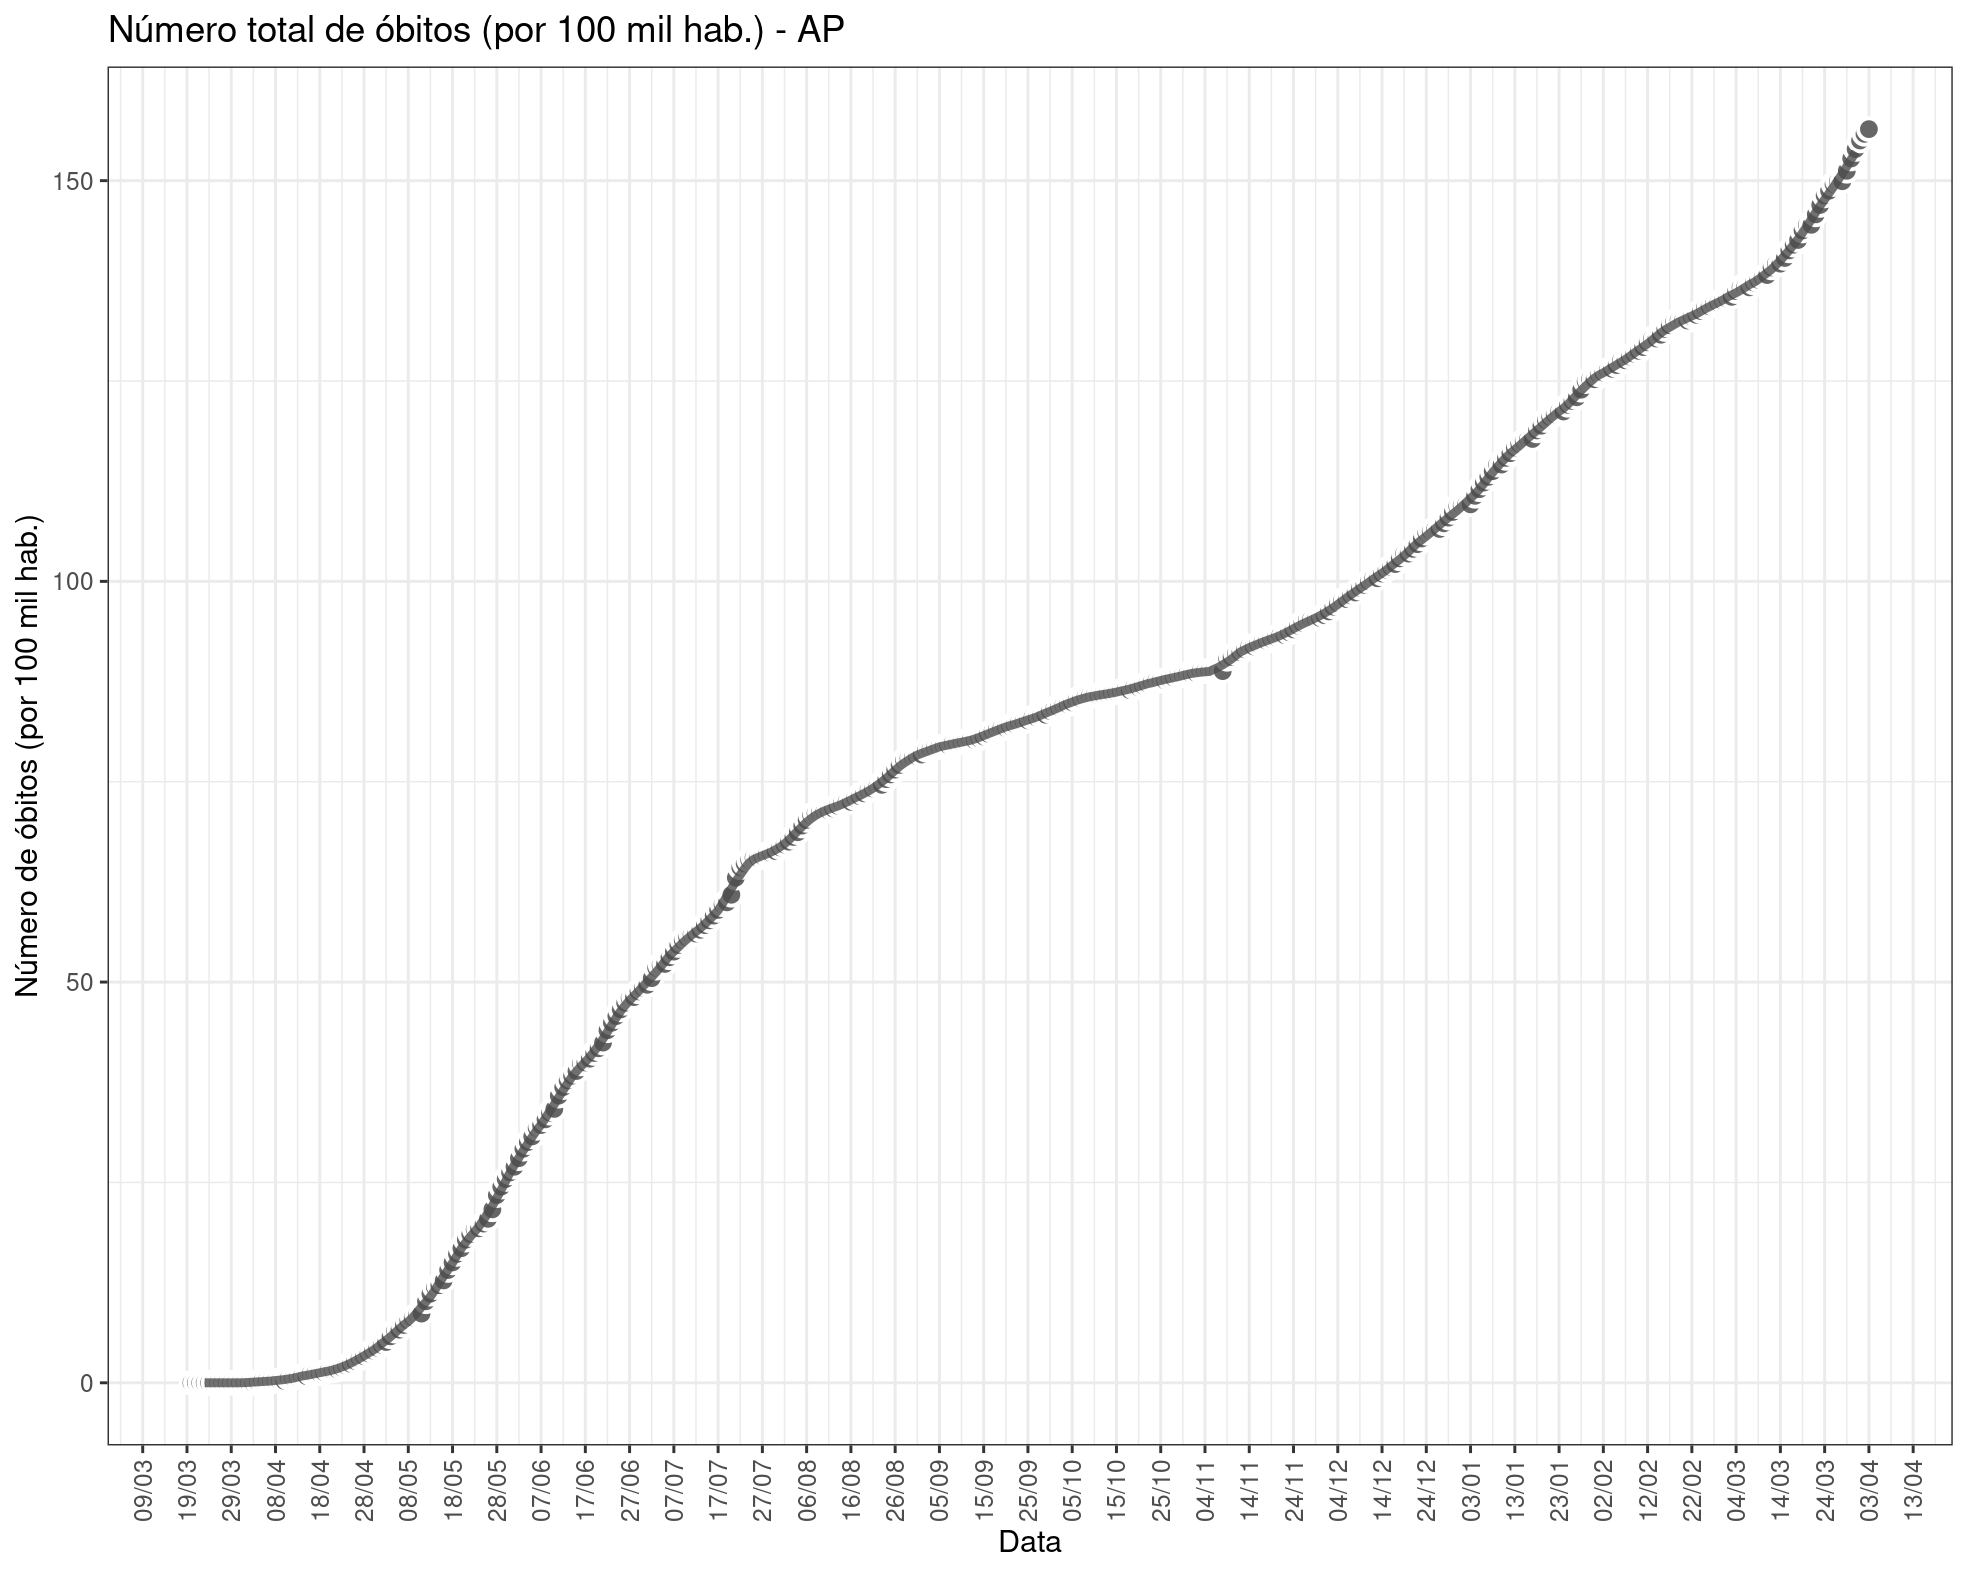 Número total de óbitos (por 100 mil hab.) - AP
Número de óbitos (por 100 mil hab.)
150
100
50
0
09/03 19/03 29/03 08/04 18/04 28/04 08/05 18/05 28/05 07/06 17/06 27/06 07/07 17/07 27/07 06/08 16/08 26/08 05/09 15/09 25/09 05/10 15/10 25/10 04/11 14/11 24/11 04/12 14/12 24/12 03/01 13/01 23/01 02/02 12/02 22/02 04/03 14/03 24/03 03/04 13/04
Data